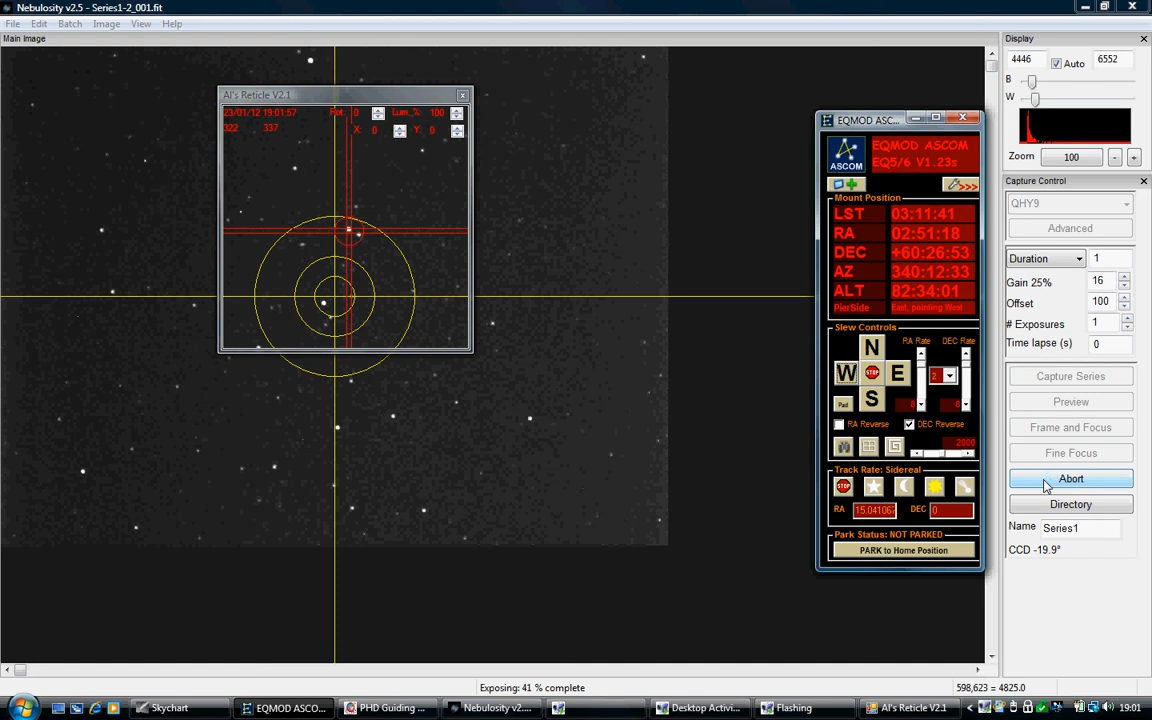 Nebulosity v2.5 - Series1-2_001.fit
File Edit Batch Image View Help
Main Image
Display
4446 Auto 6552
B
W
Zoom 100 - +
Capture Control
QHY9
Advanced
Duration 1
Gain 25% 16
Offset 100
# Exposures 1
Time lapse (s) 0
Capture Series
Preview
Frame and Focus
Fine Focus
Abort
Directory
Name Series1
CCD -19.9°
Al's Reticle V2.1
23/01/12 19:01:57 Rot: 0 Lum_%: 100
322 337 X: 0 Y: 0
EQMOD ASC...
EQMOD ASCOM
EQ5/6 V1.23s
ASCOM
>>>
Mount Position
LST 03:11:41
RA 02:51:18
DEC +60:26:53
AZ 340:12:33
ALT 82:34:01
PierSide East, pointing West
Slew Controls
RA Rate DEC Rate
N
W STOP E 2
S
Pad 8 8
RA Reverse DEC Reverse
2000
Track Rate: Sidereal
STOP
RA 15.041067 DEC 0
Park Status: NOT PARKED
PARK to Home Position
Exposing: 41 % complete 598,623 = 4825.0
Skychart EQMOD ASCO... PHD Guiding ... Nebulosity v2.... Desktop Activi... Flashing Al's Reticle V2.1 19:01